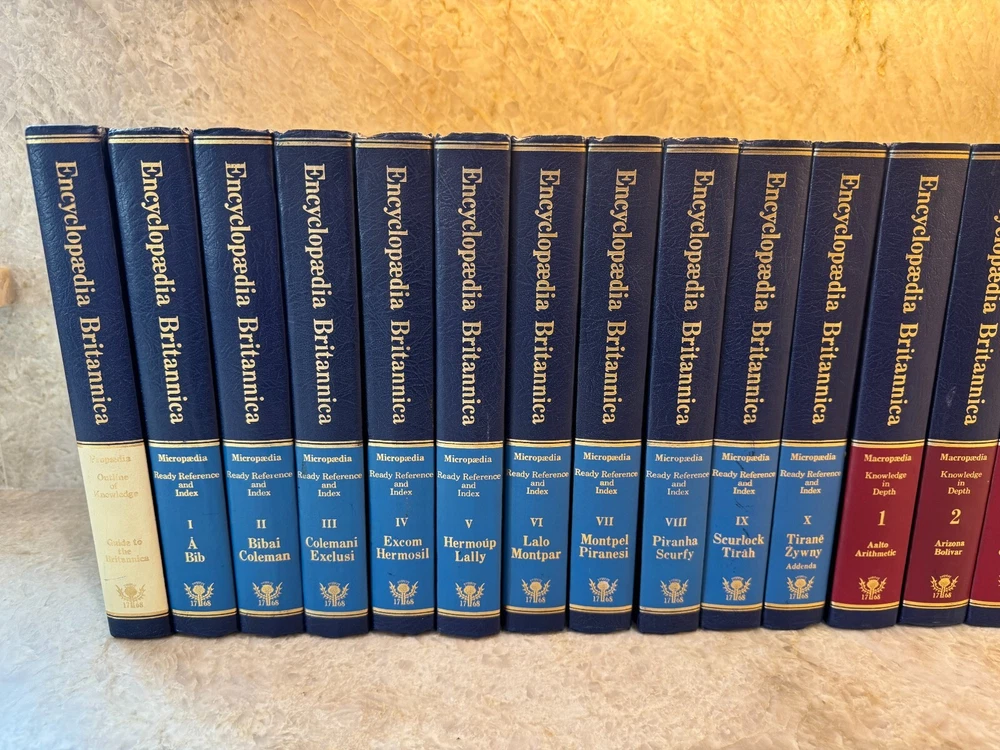 Encyclopædia Britannica
Propædia
Outline
of
Knowledge
Guide to
the
Britannica
1768
Encyclopædia Britannica
Micropædia
Ready Reference
and
Index
I
À
Bib
1768
Encyclopædia Britannica
Micropædia
Ready Reference
and
Index
II
Bibai
Coleman
1768
Encyclopædia Britannica
Micropædia
Ready Reference
and
Index
III
Colemani
Exclusi
1768
Encyclopædia Britannica
Micropædia
Ready Reference
and
Index
IV
Excom
Hermosil
1768
Encyclopædia Britannica
Micropædia
Ready Reference
and
Index
V
Hermoúp
Lally
1768
Encyclopædia Britannica
Micropædia
Ready Reference
and
Index
VI
Lalo
Montpar
1768
Encyclopædia Britannica
Micropædia
Ready Reference
and
Index
VII
Montpel
Piranesi
1768
Encyclopædia Britannica
Micropædia
Ready Reference
and
Index
VIII
Piranha
Scurfy
1768
Encyclopædia Britannica
Micropædia
Ready Reference
and
Index
IX
Scurlock
Tirah
1768
Encyclopædia Britannica
Micropædia
Ready Reference
and
Index
X
Tiranë
Żywny
Addenda
1768
Encyclopædia Britannica
Macropædia
Knowledge
in
Depth
1
Aalto
Arithmetic
1768
Encyclopædia Britannica
Macropædia
Knowledge
in
Depth
2
Arizona
Bolívar
1768
Britannica